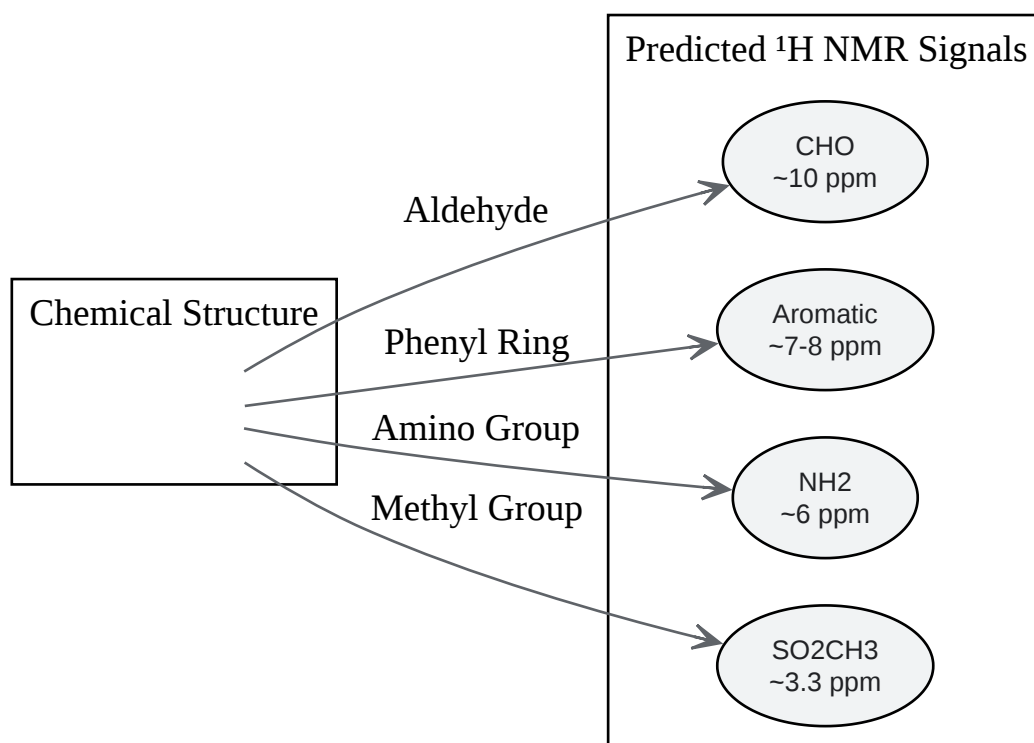 Predicted ¹H NMR Signals
CHO
~10 ppm
Aldehyde
Chemical Structure
Aromatic
~7-8 ppm
Phenyl Ring
Amino Group
NH2
~6 ppm
Methyl Group
SO2CH3
~3.3 ppm